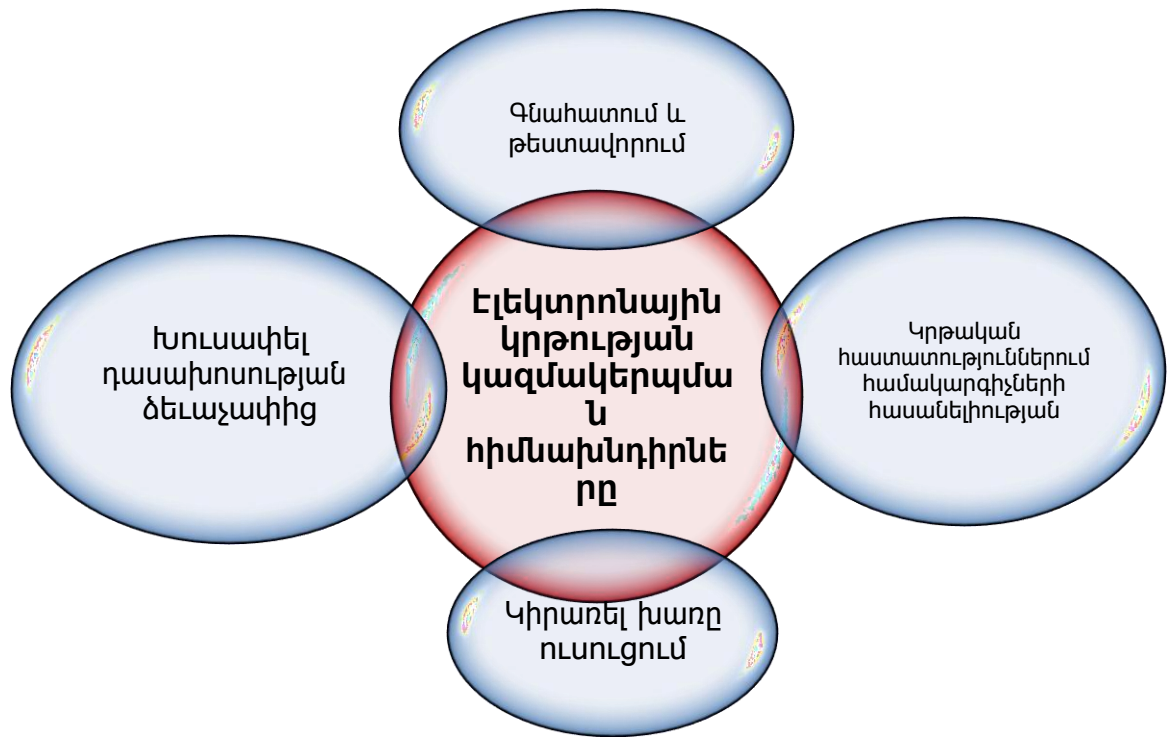 Գնահատում և
թեստավորում
Խուսափել
դասախոսության
ձեւաչափից
Էլեկտրոնային
կրթության
կազմակերպմա
ն
հիմնախնդիրնե
րը
Կրթական
հաստատություններում
համակարգիչների
հասանելիության
Կիրառել խառը
ուսուցում